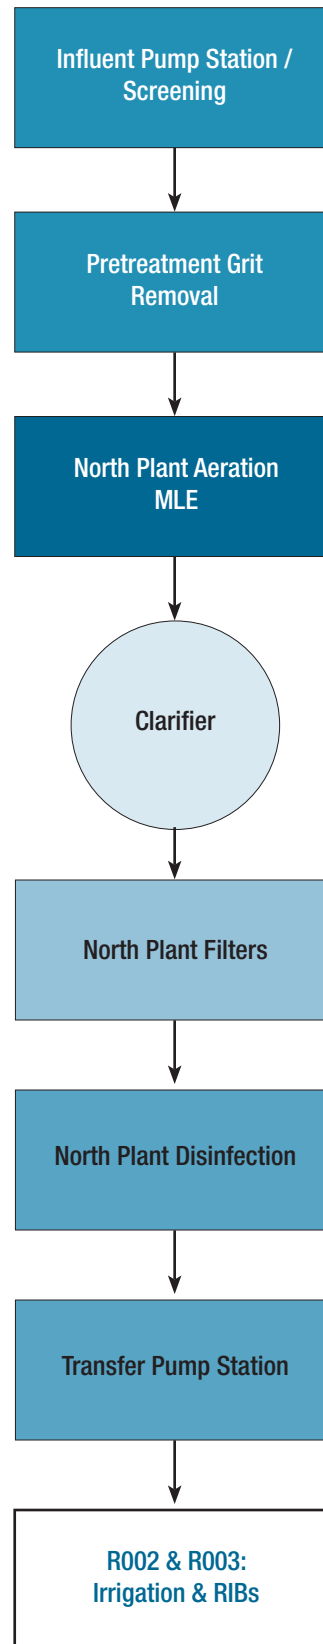 Influent Pump Station /
Screening
Pretreatment Grit
Removal
North Plant Aeration
MLE
Clarifier
North Plant Filters
North Plant Disinfection
Transfer Pump Station
R002 & R003:
Irrigation & RIBs